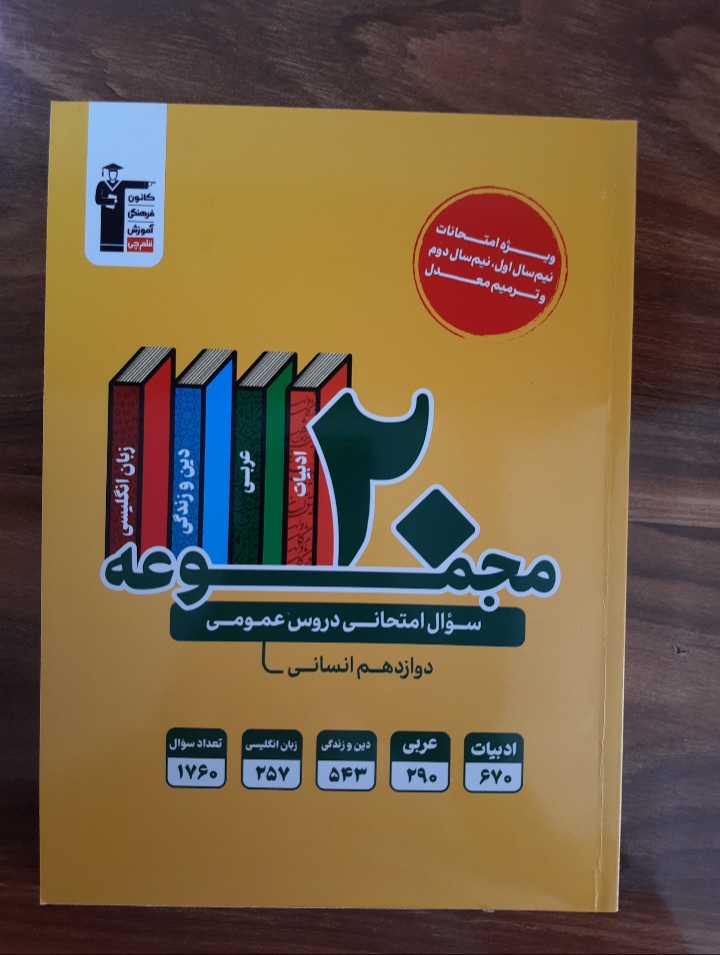 کانون
فرهنگی
آموزش
قلم‌چی
ویژه امتحانات
نیم‌سال اول، نیم‌سال دوم
و ترمیم معدل
زبان انگلیسی
دین و زندگی
عربی
ادبیات
۲۰
مجموعه
سؤال امتحانی دروس عمومی
دوازدهم انسانی
ادبیات
۶۷۰
عربی
۲۹۰
دین و زندگی
۵۴۳
زبان انگلیسی
۲۵۷
تعداد سؤال
۱۷۶۰